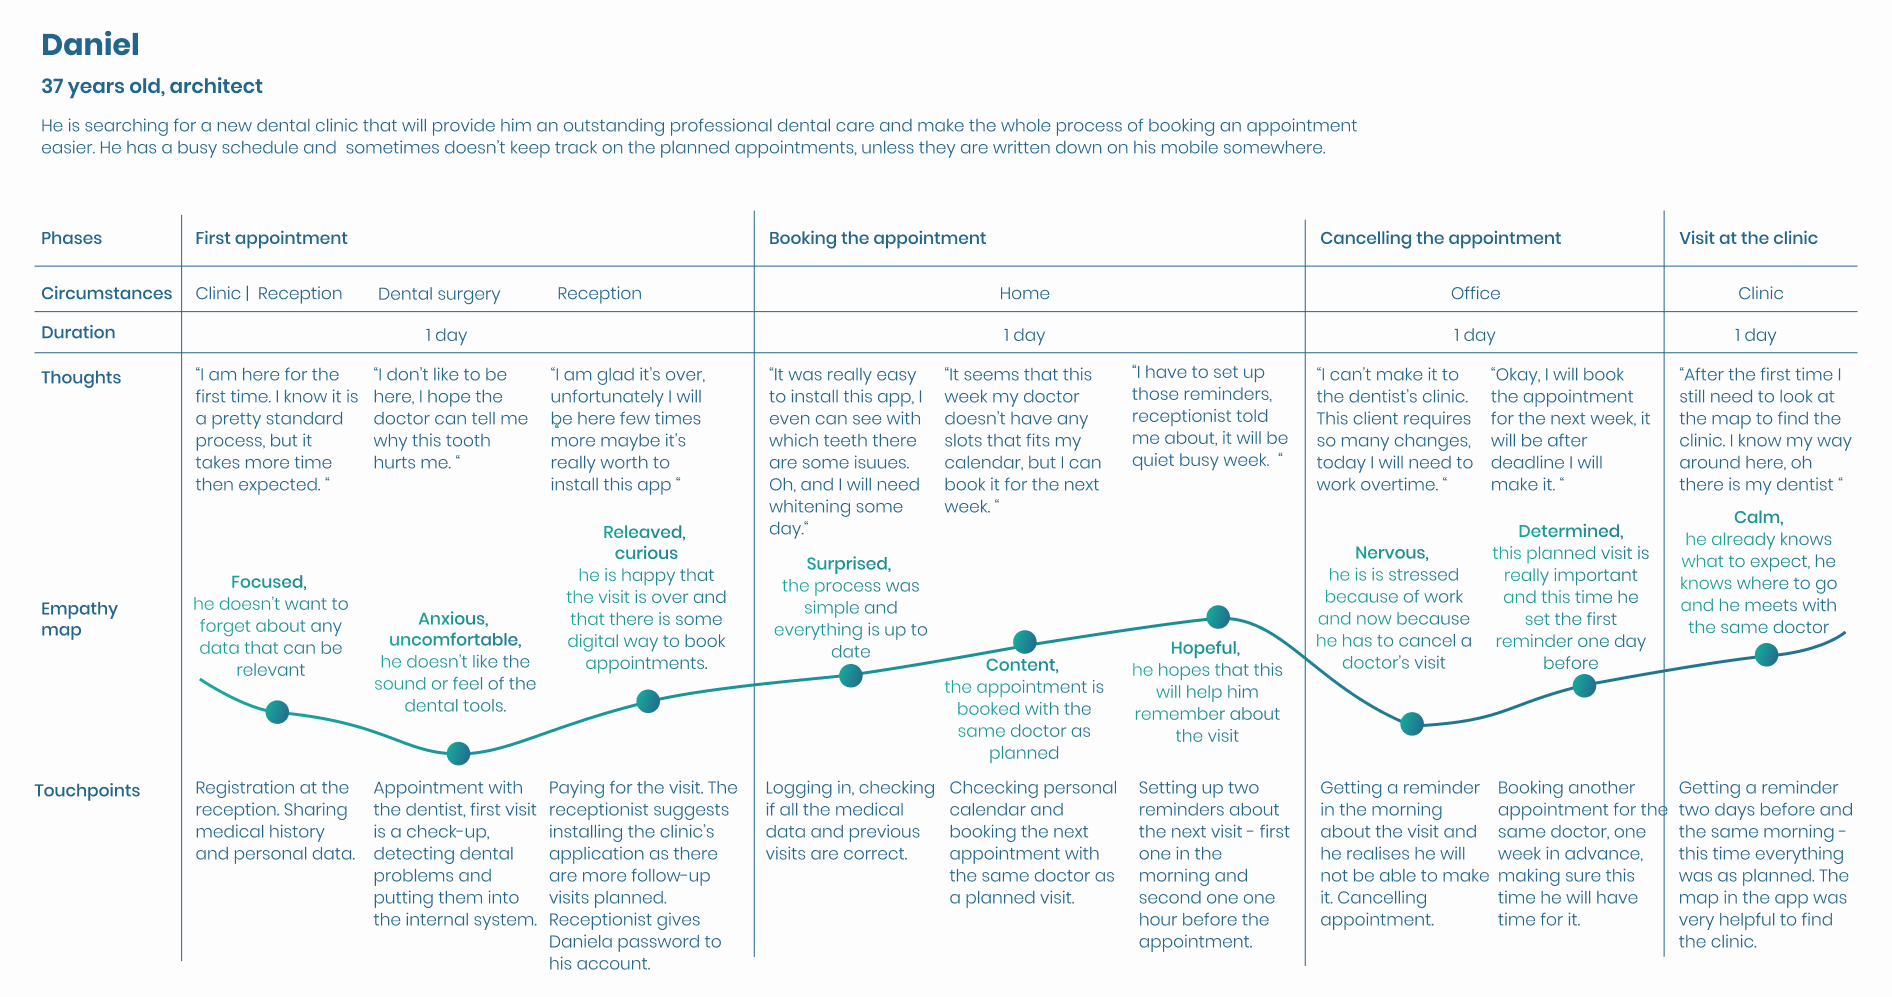 Daniel
37 years old, architect
He is searching for a new dental clinic that will provide him an outstanding professional dental care and make the whole process of booking an appointment
easier. He has a busy schedule and  sometimes doesn't keep track on the planned appointments, unless they are written down on his mobile somewhere.
Phases
First appointment
Booking the appointment
Cancelling the appointment
Visit at the clinic
Circumstances
Clinic |  Reception
Dental surgery
Reception
Home
Office
Clinic
Duration
1 day
1 day
1 day
1 day
Thoughts
“I am here for the
first time. I know it is
a pretty standard
process, but it
takes more time
then expected. “
“I don't like to be
here, I hope the
doctor can tell me
why this tooth
hurts me. “
“I am glad it's over,
unfortunately I will
be here few times
more maybe it's
really worth to
install this app “
“It was really easy
to install this app, I
even can see with
which teeth there
are some isuues.
Oh, and I will need
whitening some
day.“
“It seems that this
week my doctor
doesn't have any
slots that fits my
calendar, but I can
book it for the next
week. “
“I have to set up
those reminders,
receptionist told
me about, it will be
quiet busy week.  “
“I can't make it to
the dentist's clinic.
This client requires
so many changes,
today I will need to
work overtime. “
“Okay, I will book
the appointment
for the next week, it
will be after
deadline I will
make it. “
“After the first time I
still need to look at
the map to find the
clinic. I know my way
around here, oh
there is my dentist “
Empathy
map
Focused,
he doesn't want to
forget about any
data that can be
relevant
Anxious,
uncomfortable,
he doesn't like the
sound or feel of the
dental tools.
Releaved,
curious
he is happy that
the visit is over and
that there is some
digital way to book
appointments.
Surprised,
the process was
simple and
everything is up to
date
Content,
the appointment is
booked with the
same doctor as
planned
Hopeful,
he hopes that this
will help him
remember about
the visit
Nervous,
he is is stressed
because of work
and now because
he has to cancel a
doctor's visit
Determined,
this planned visit is
really important
and this time he
set the first
reminder one day
before
Calm,
he already knows
what to expect, he
knows where to go
and he meets with
the same doctor
Touchpoints
Registration at the
reception. Sharing
medical history
and personal data.
Appointment with
the dentist, first visit
is a check-up,
detecting dental
problems and
putting them into
the internal system.
Paying for the visit. The
receptionist suggests
installing the clinic's
application as there
are more follow-up
visits planned.
Receptionist gives
Daniela password to
his account.
Logging in, checking
if all the medical
data and previous
visits are correct.
Chcecking personal
calendar and
booking the next
appointment with
the same doctor as
a planned visit.
Setting up two
reminders about
the next visit - first
one in the
morning and
second one one
hour before the
appointment.
Getting a reminder
in the morning
about the visit and
he realises he will
not be able to make
it. Cancelling
appointment.
Booking another
appointment for the
same doctor, one
week in advance,
making sure this
time he will have
time for it.
Getting a reminder
two days before and
the same morning -
this time everything
was as planned. The
map in the app was
very helpful to find
the clinic.